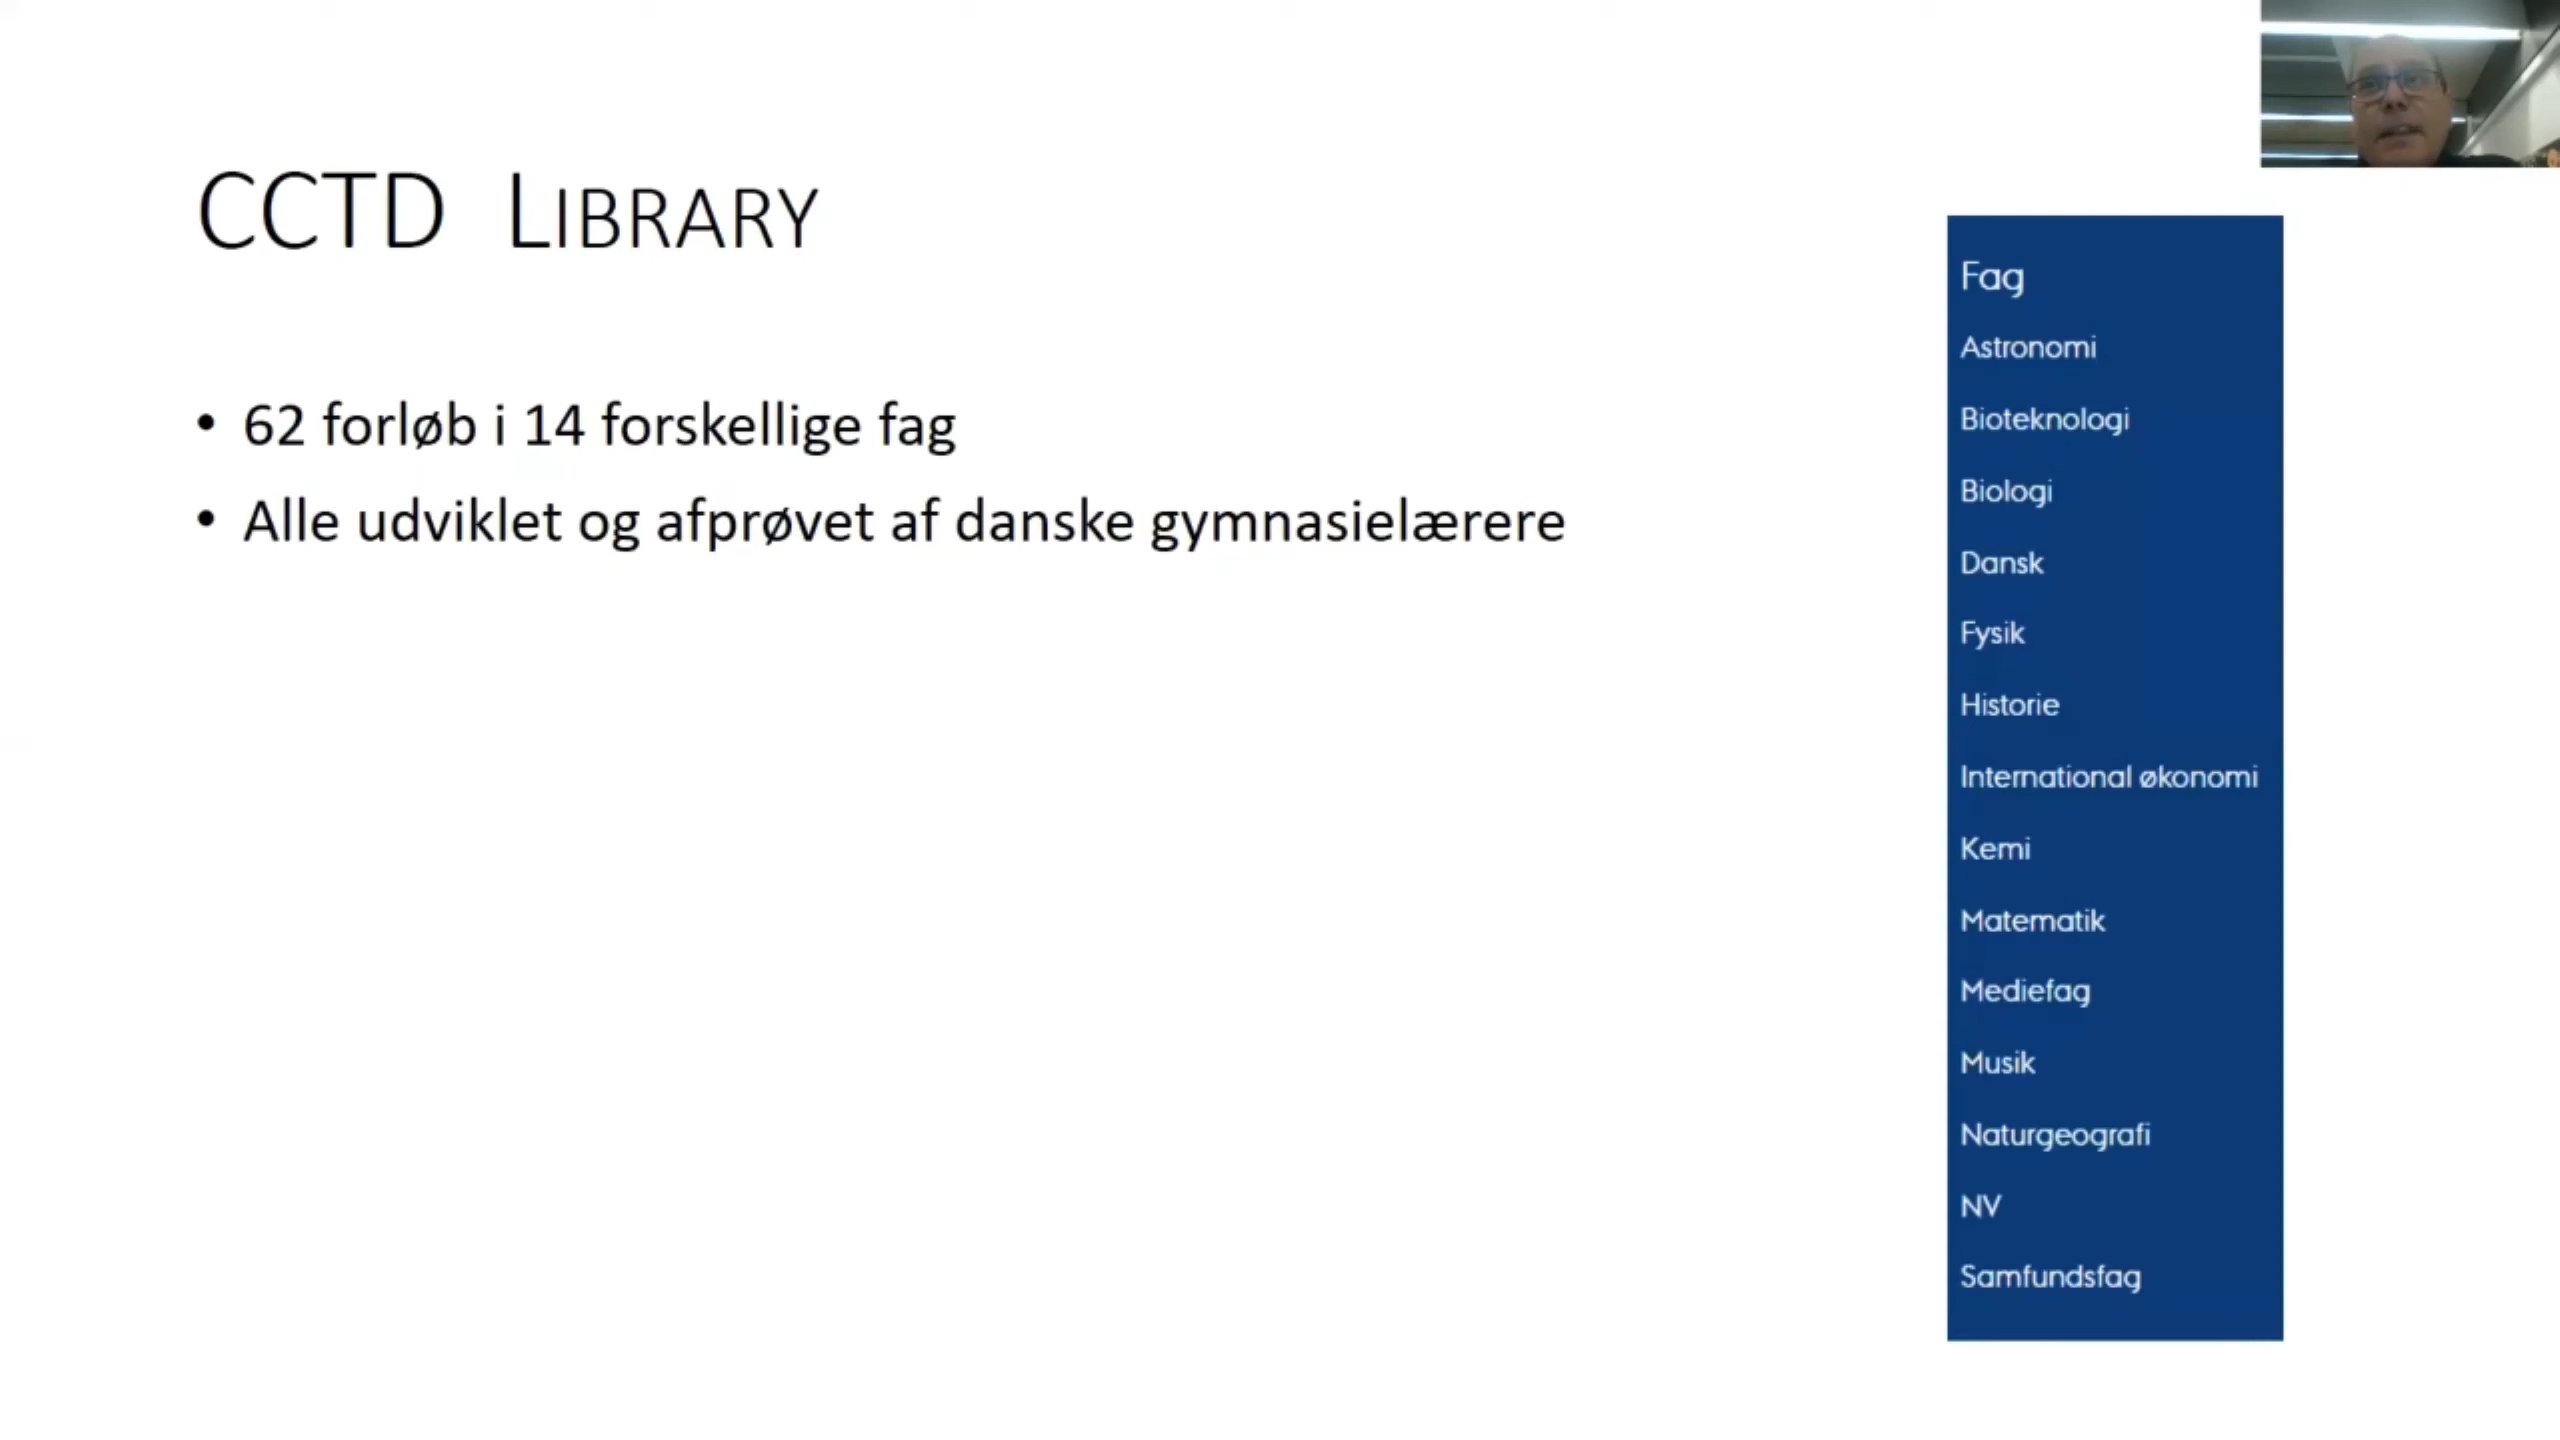 CCTD LIBRARY
• 62 forløb i 14 forskellige fag
• Alle udviklet og afprøvet af danske gymnasielærere
Fag
Astronomi
Bioteknologi
Biologi
Dansk
Fysik
Historie
International økonomi
Kemi
Matematik
Mediefag
Musik
Naturgeografi
NV
Samfundsfag